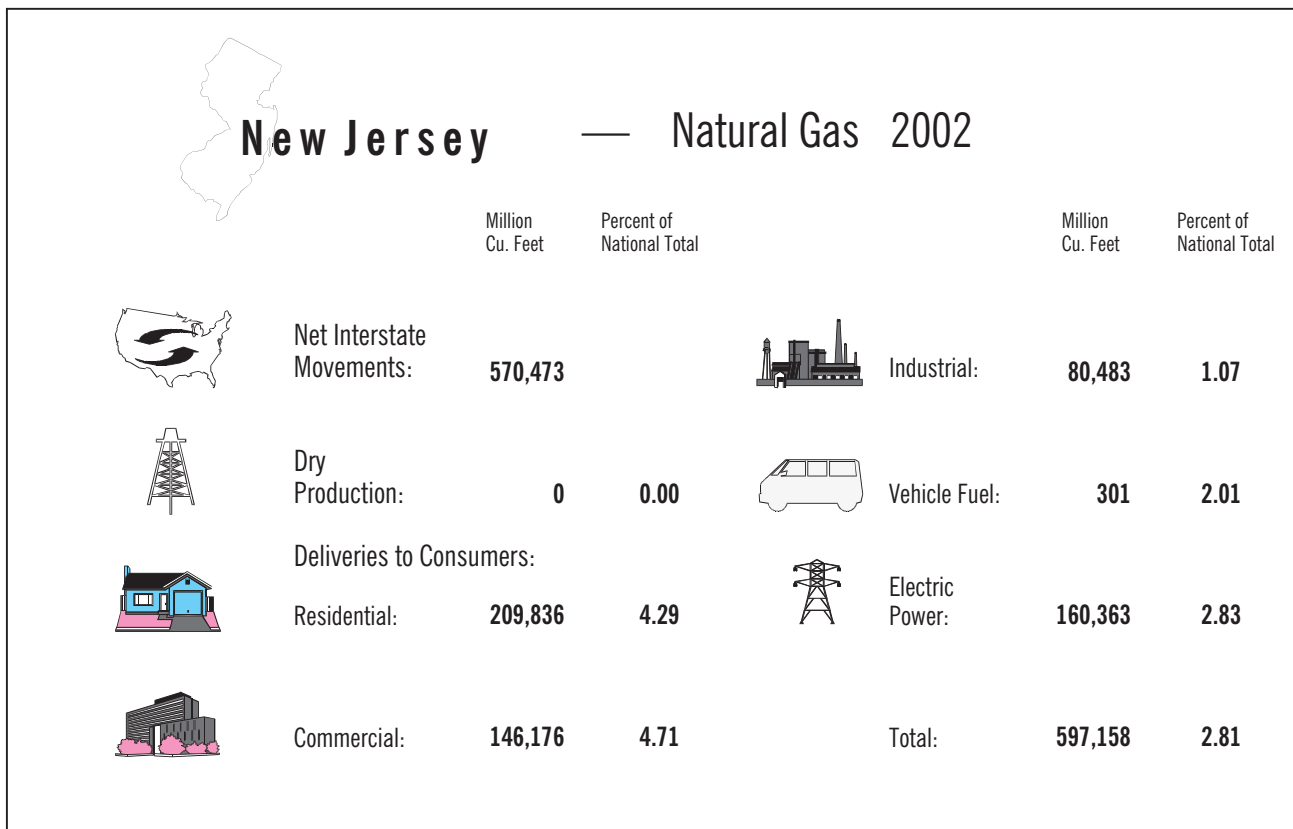 New Jersey — Natural Gas 2002
Million Cu. Feet
Percent of National Total
Million Cu. Feet
Percent of National Total
Net Interstate
Movements: 570,473
Industrial: 80,483 1.07
Dry
Production: 0 0.00
Vehicle Fuel: 301 2.01
Deliveries to Consumers:
Residential: 209,836 4.29
Electric
Power: 160,363 2.83
Commercial: 146,176 4.71
Total: 597,158 2.81